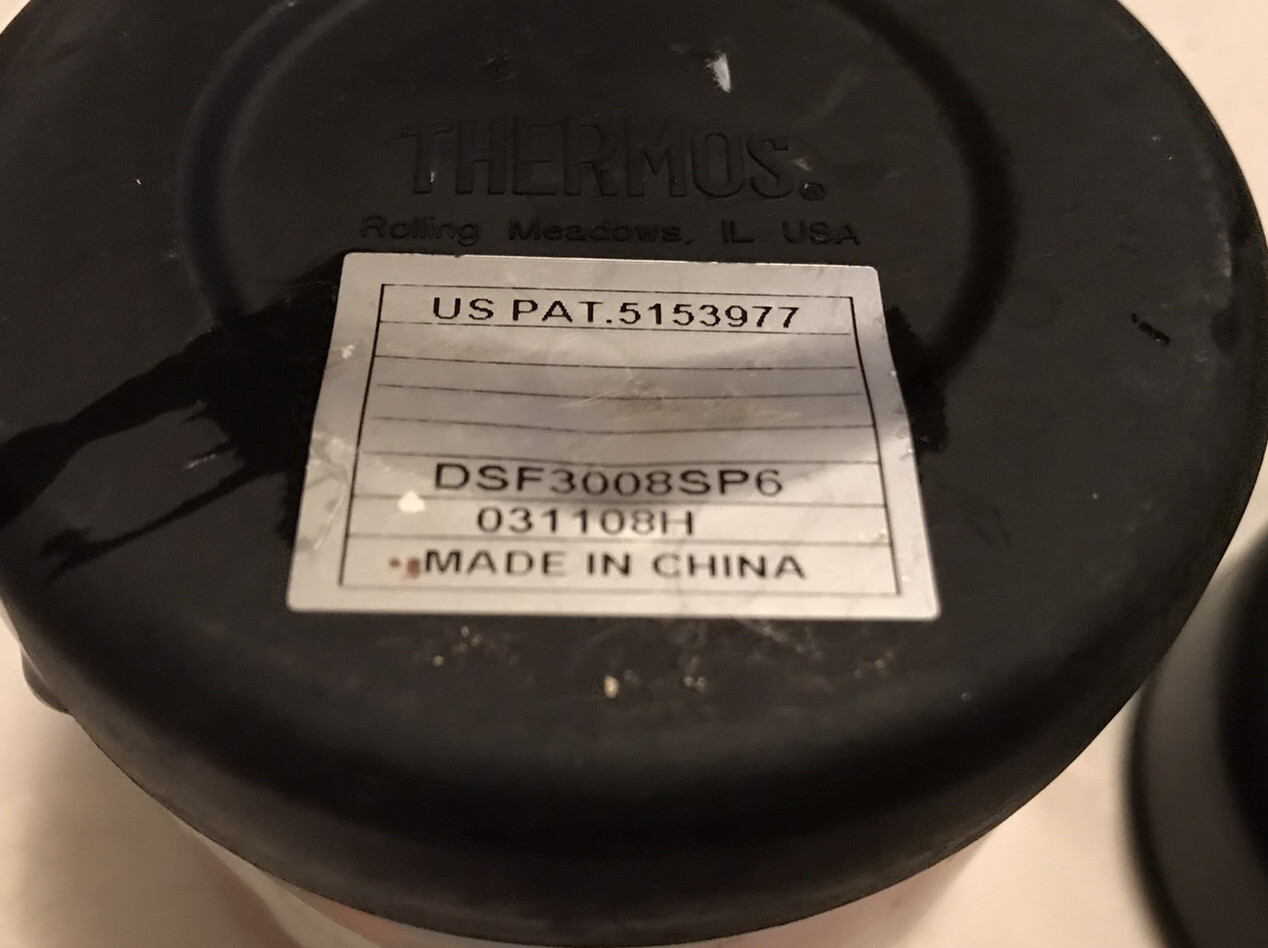 THERMOS.®
Rolling Meadows, IL USA
US PAT.5153977
DSF3008SP6
031108H
MADE IN CHINA